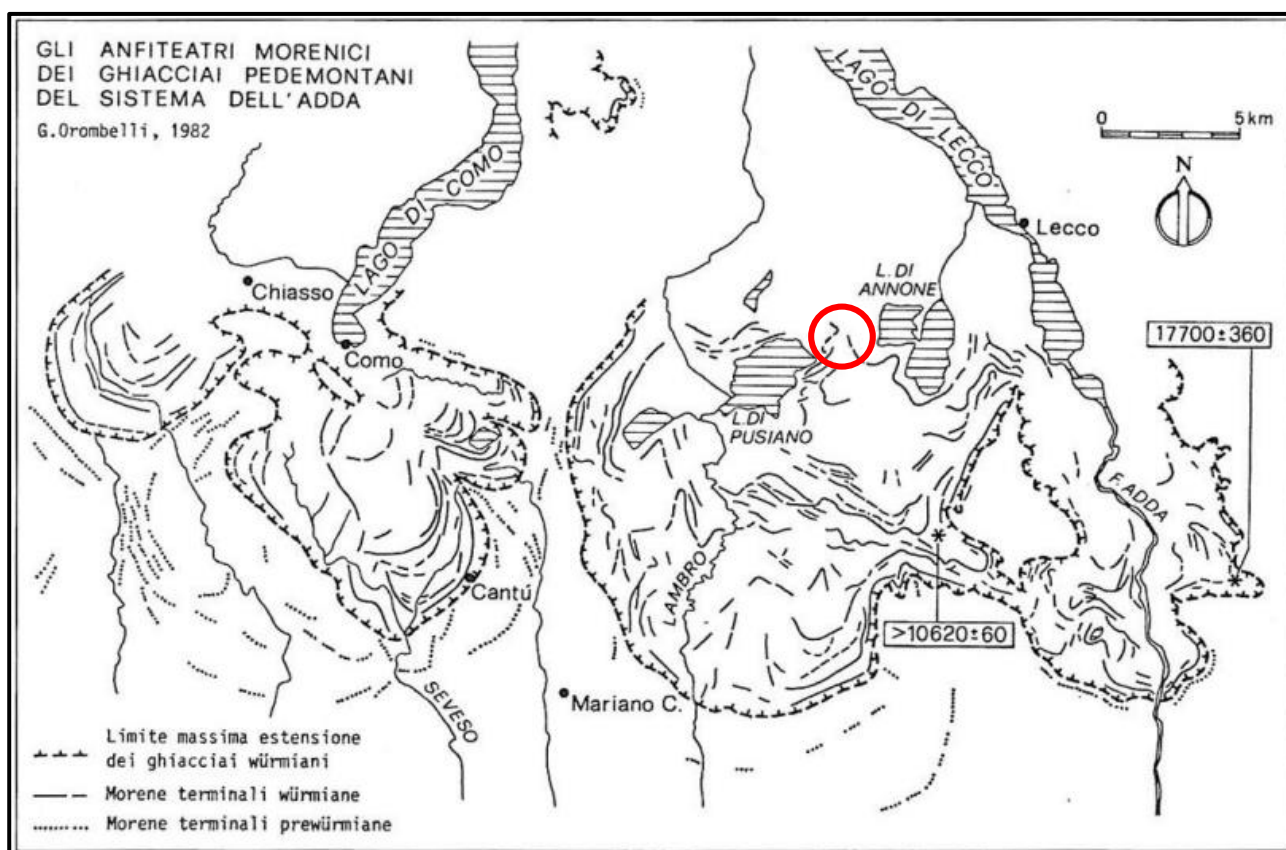 GLI ANFITEATRI MORENICI
DEI GHIACCIAI PEDEMONTANI
DEL SISTEMA DELL'ADDA
G.Orombelli, 1982
LAGO DI COMO
LAGO DI LECCO
0 5 km
N
Lecco
Chiasso
L. DI
ANNONE
17700±360
Como
L. DI
PUSIANO
F. ADDA
LAMBRO
Cantú
>10620±60
SEVESO
Mariano C.
Limite massima estensione
dei ghiacciai würmiani
Morene terminali würmiane
Morene terminali prewürmiane